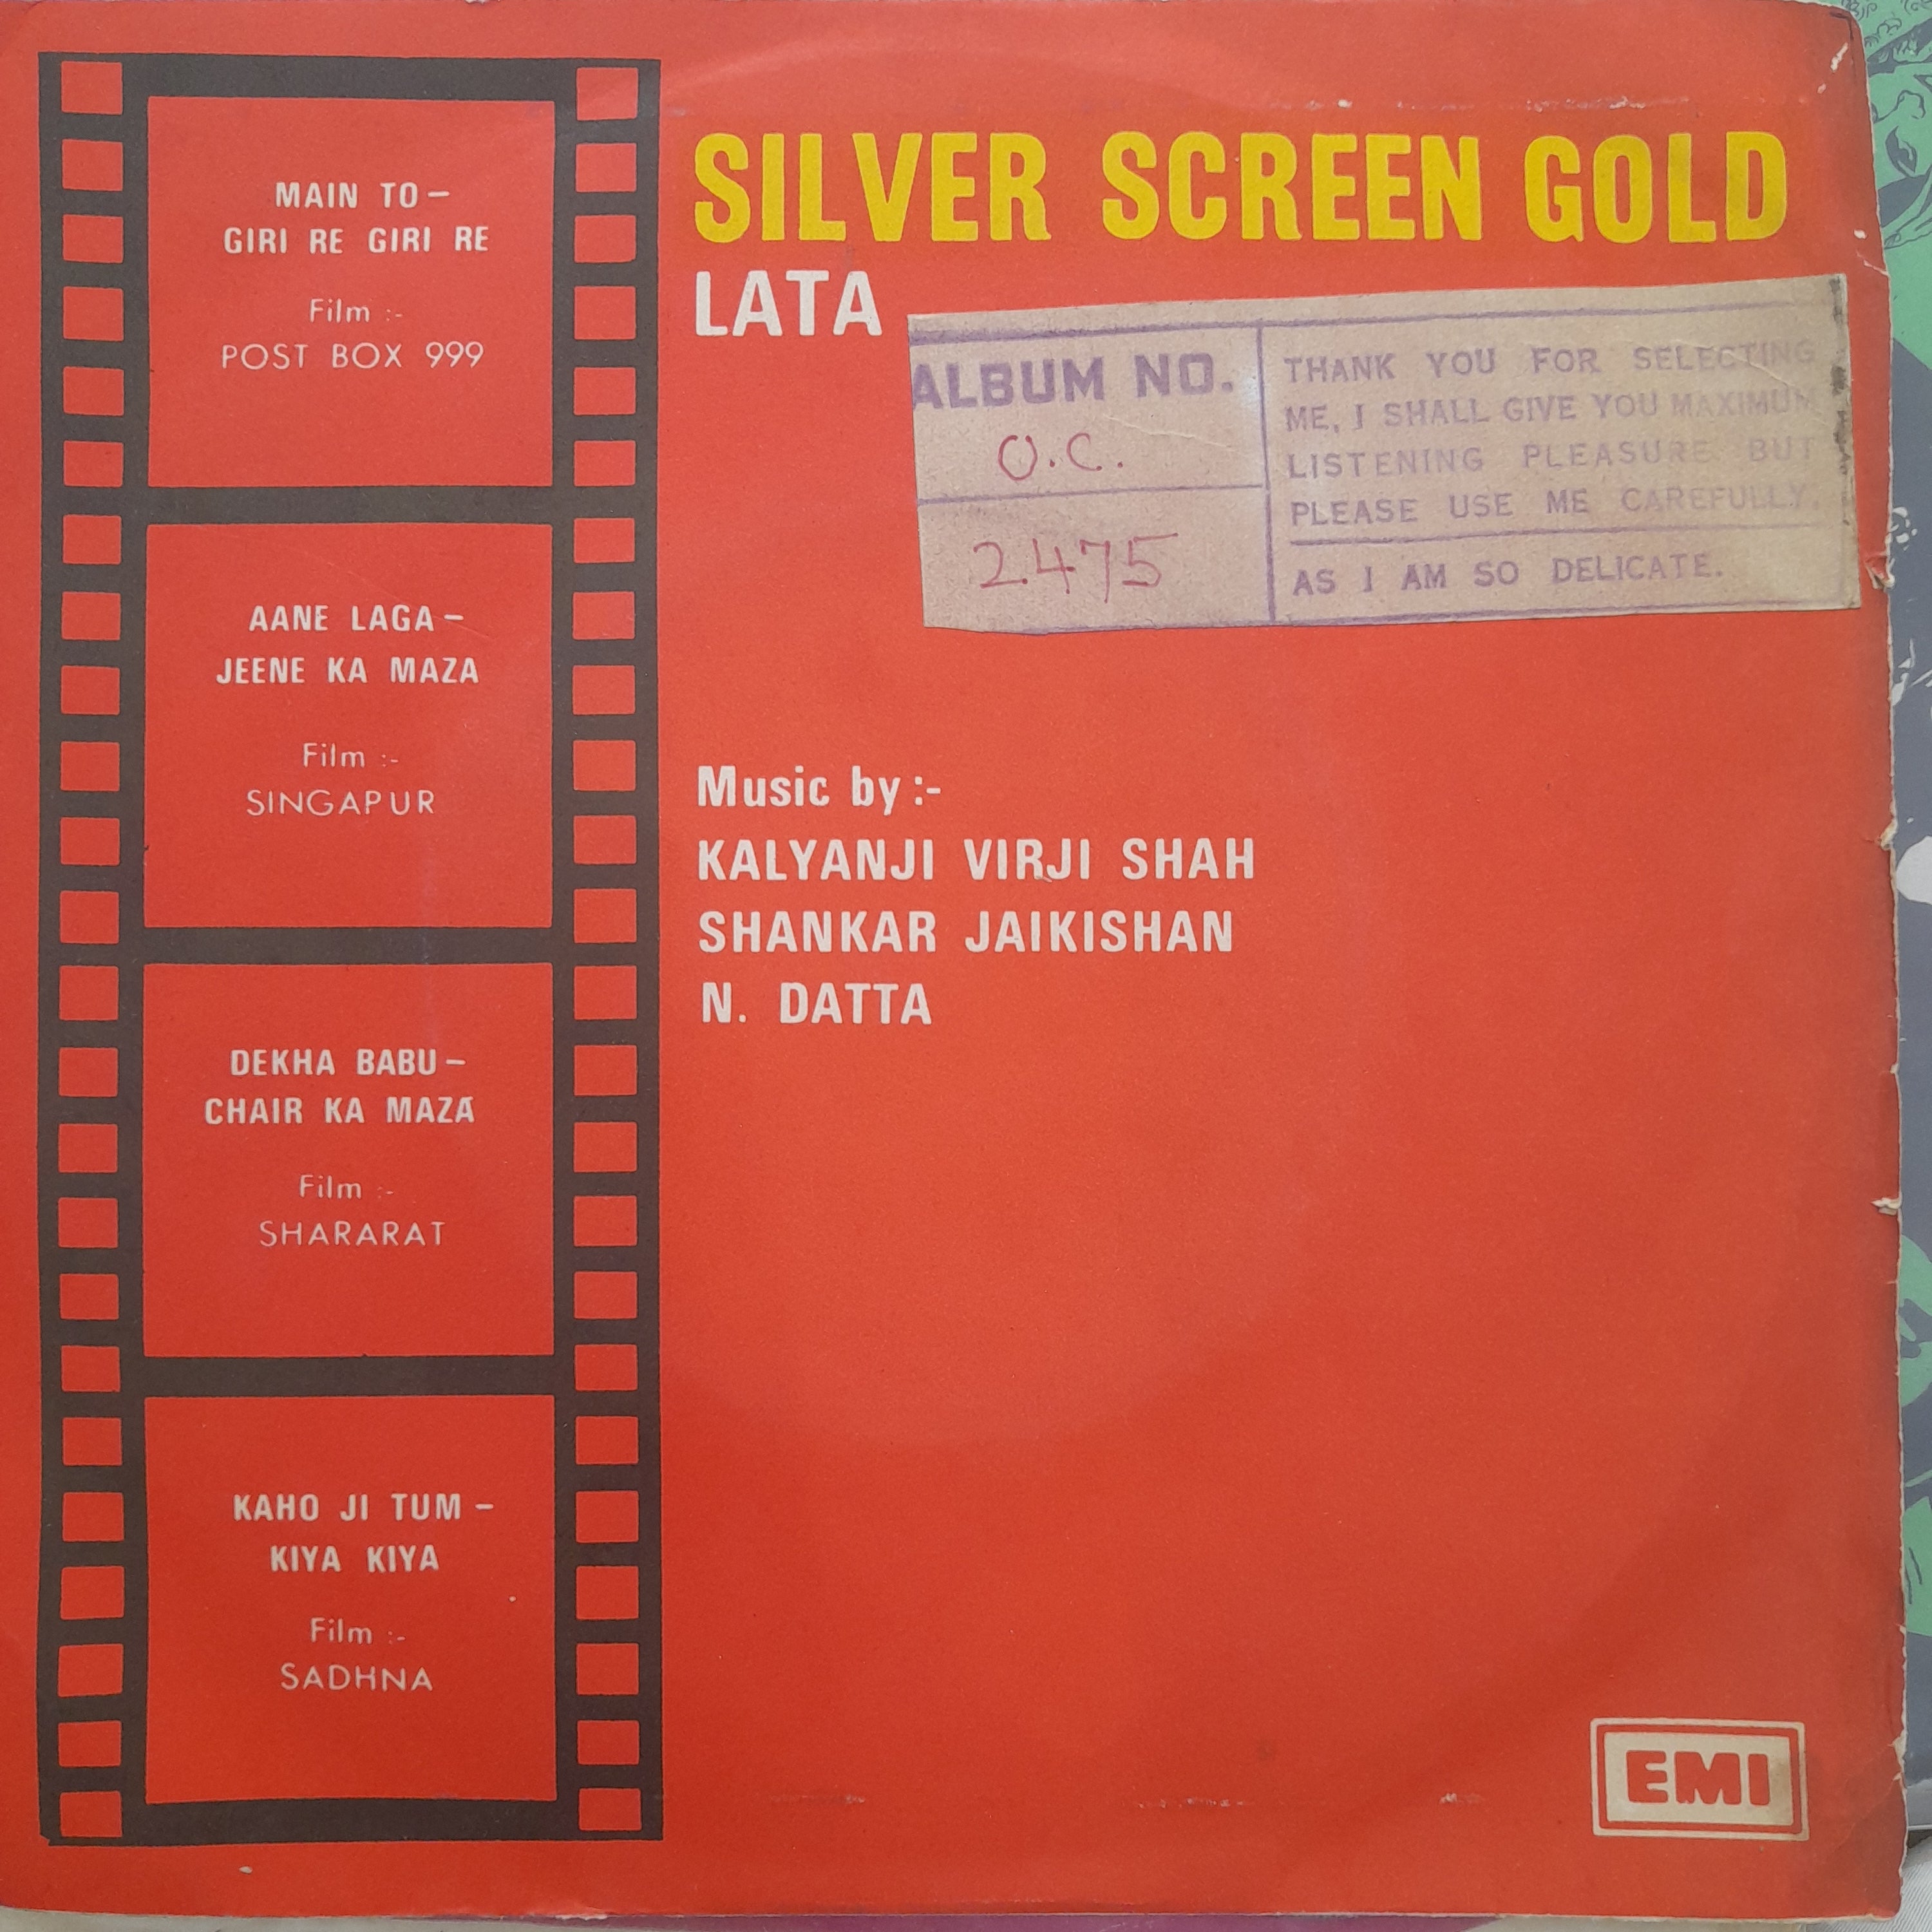 SILVER SCREEN GOLD
LATA
ALBUM NO.
O.C.
2475
THANK YOU FOR SELECTING
ME, I SHALL GIVE YOU MAXIMUM
LISTENING PLEASURE BUT
PLEASE USE ME CAREFULLY.
AS I AM SO DELICATE.
MAIN TO –
GIRI RE GIRI RE
Film :-
POST BOX 999
AANE LAGA –
JEENE KA MAZA
Film :-
SINGAPUR
DEKHA BABU –
CHAIR KA MAZA
Film :-
SHARARAT
KAHO JI TUM –
KIYA KIYA
Film :-
SADHNA
Music by :-
KALYANJI VIRJI SHAH
SHANKAR JAIKISHAN
N. DATTA
EMI